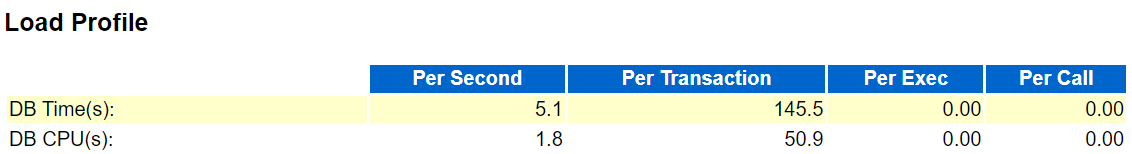 Load Profile
Per Second Per Transaction Per Exec Per Call
DB Time(s): 5.1 145.5 0.00 0.00
DB CPU(s): 1.8 50.9 0.00 0.00